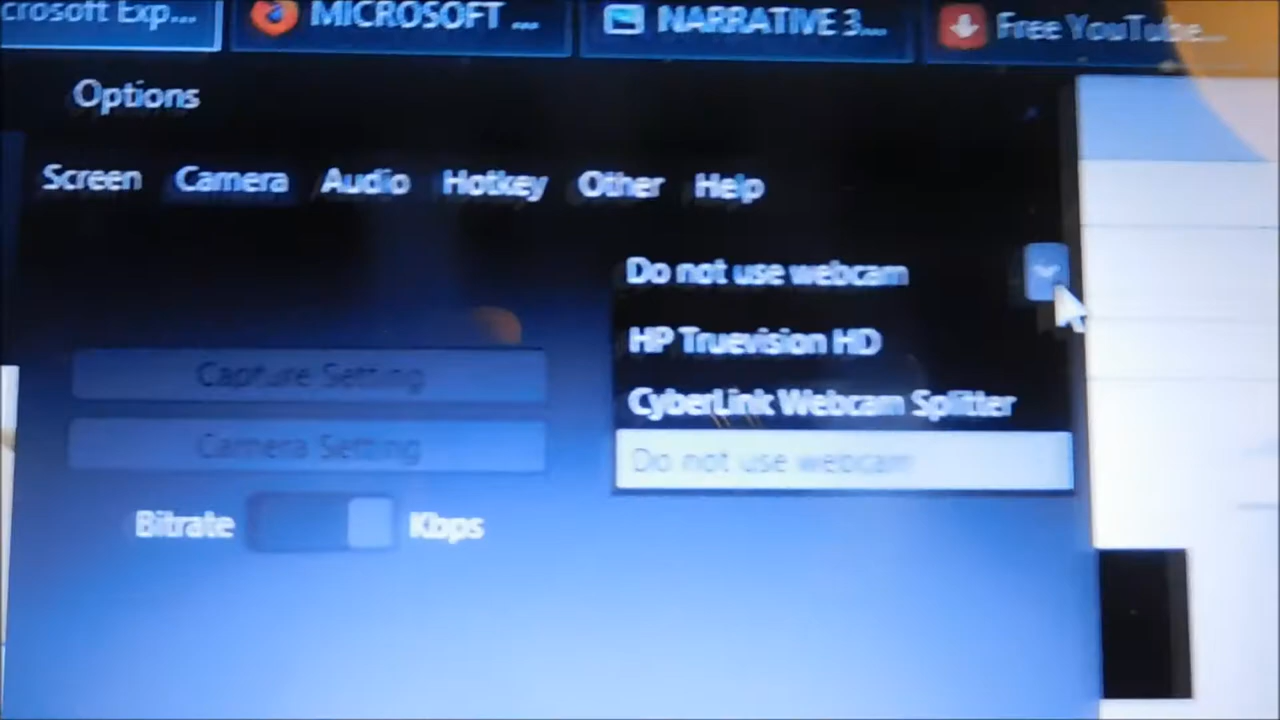 crosoft Exp...
MICROSOFT ...
NARRATIVE 3...
Free YouTube...
Options
Screen Camera Audio Hotkey Other Help
Do not use webcam
HP Truevision HD
CyberLink Webcam Splitter
Do not use webcam
Capture Setting
Camera Setting
Bitrate Kbps